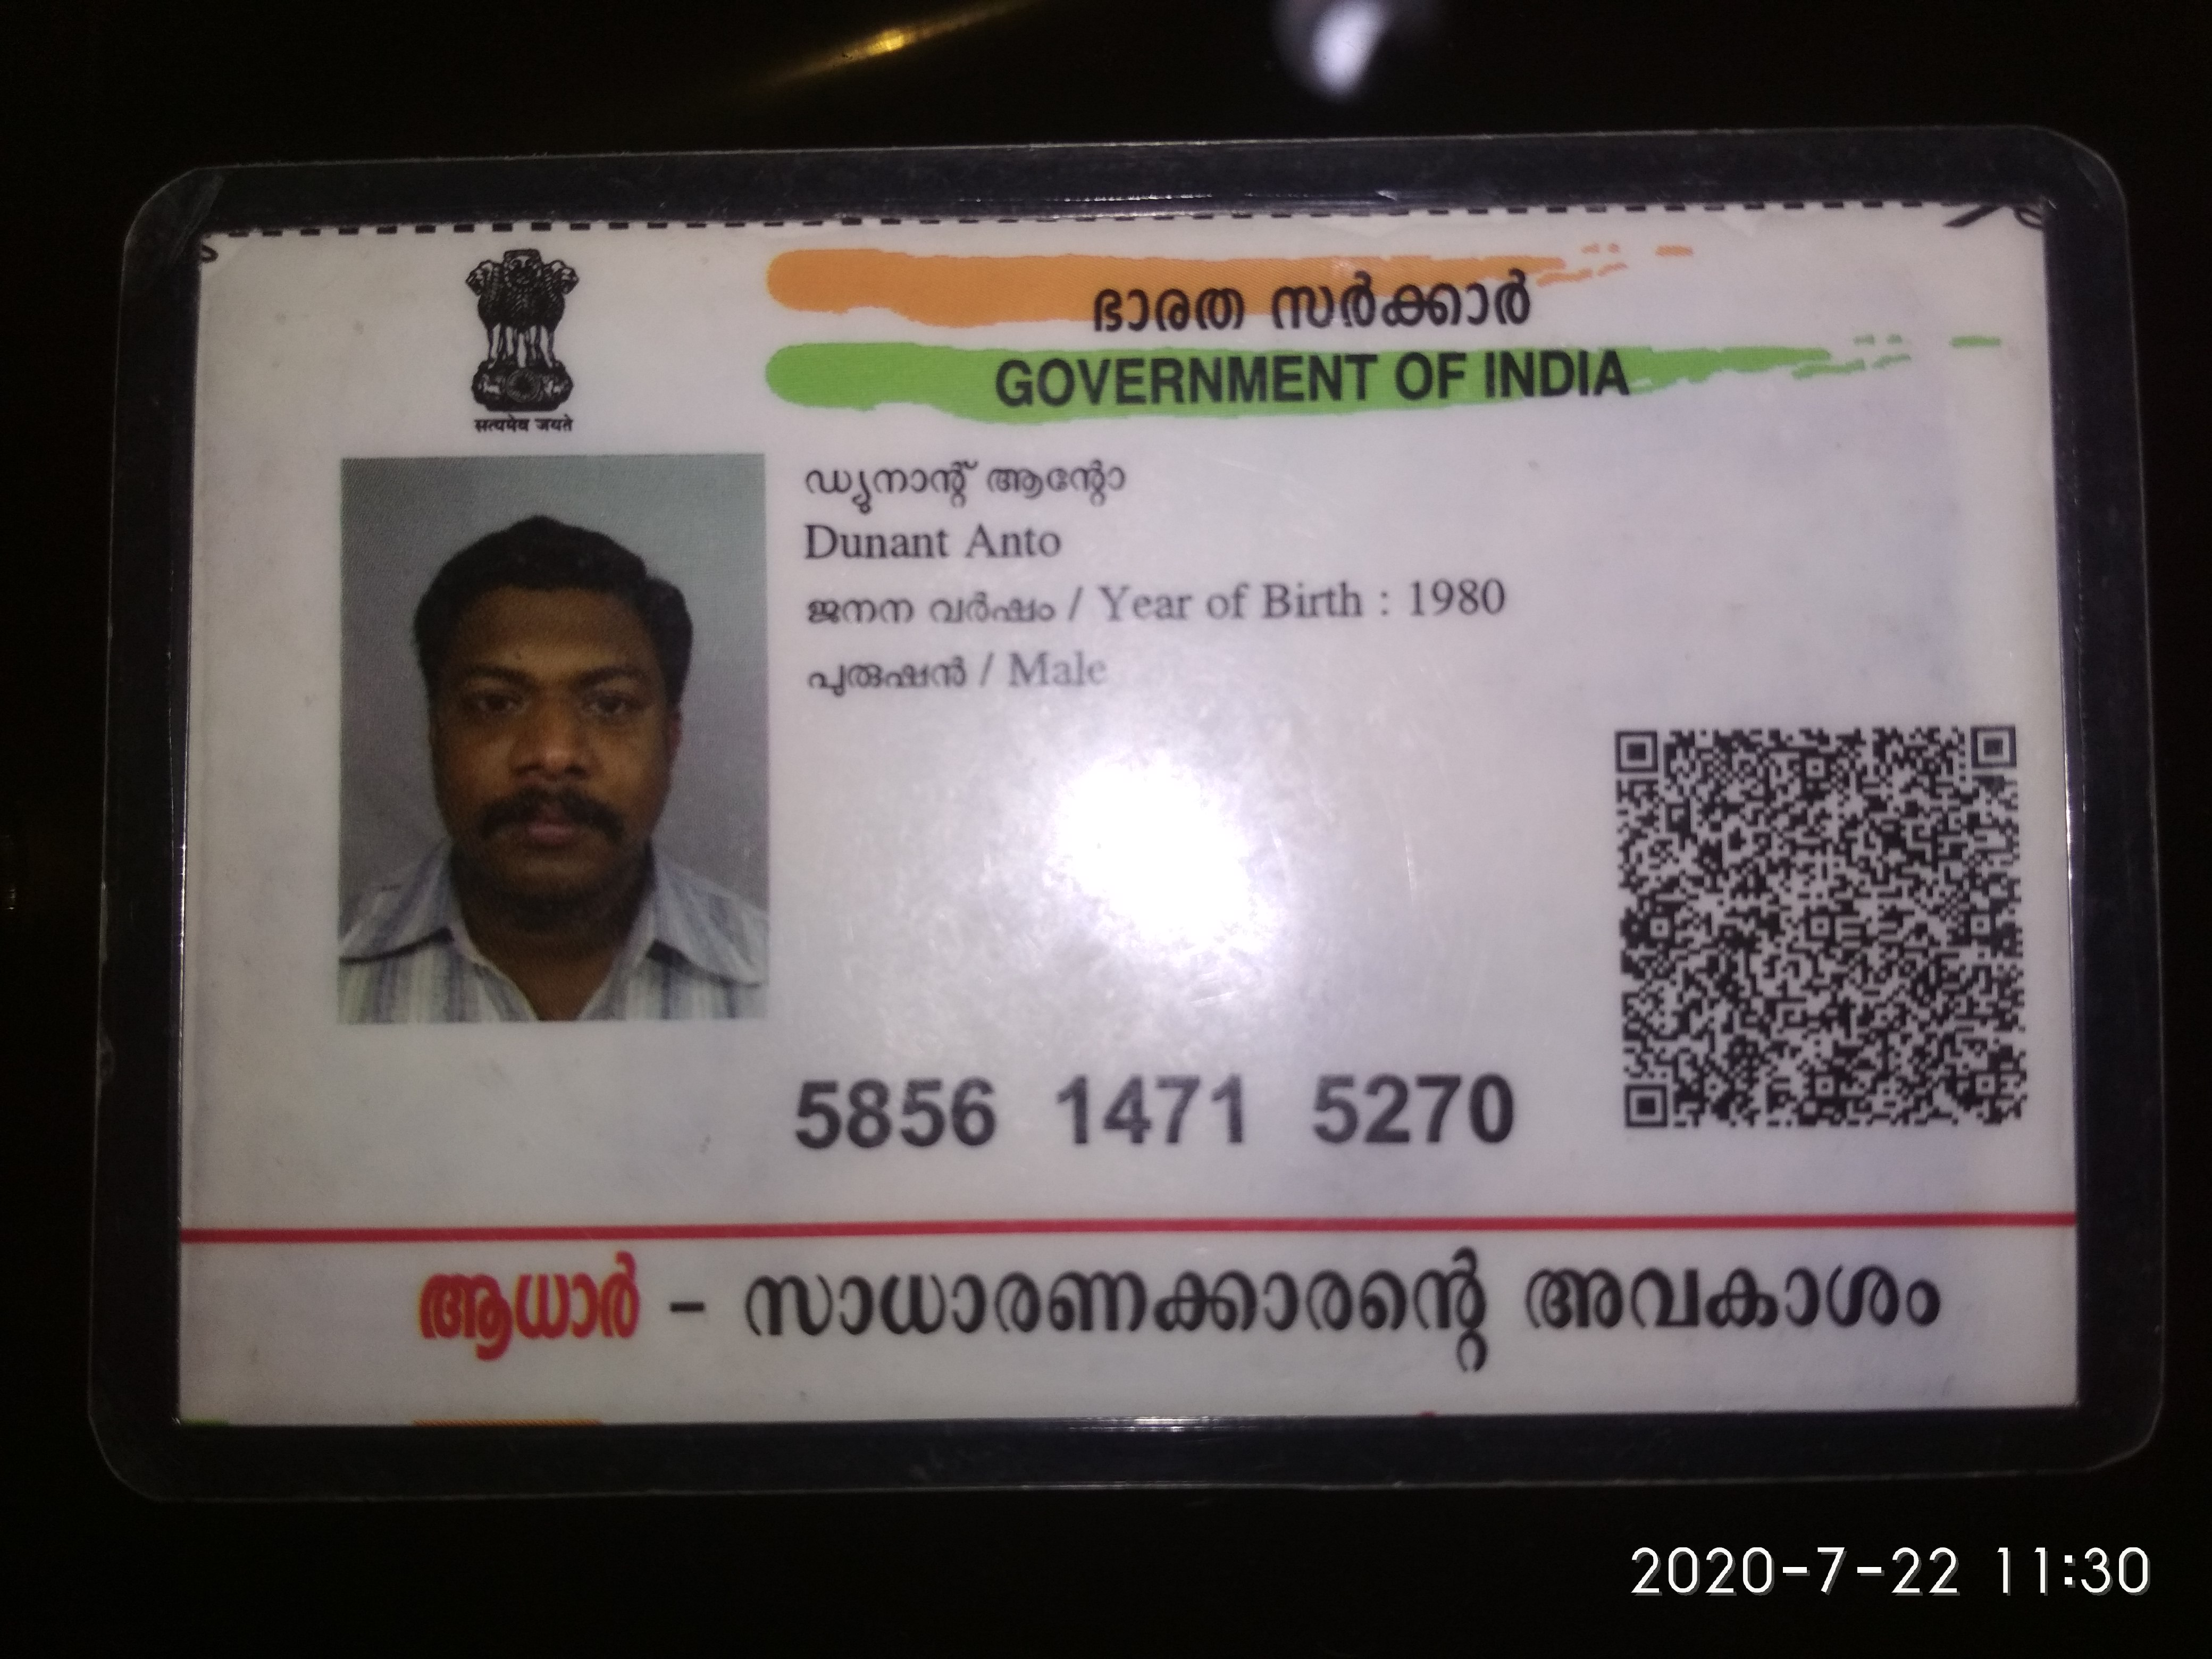 ഭാരത സർക്കാർ
GOVERNMENT OF INDIA
सत्यमेव जयते
ഡ്യുനാന്റ് ആന്റോ
Dunant Anto
ജനന വർഷം / Year of Birth : 1980
പുരുഷൻ / Male
5856 1471 5270
ആധാർ – സാധാരണക്കാരന്റെ അവകാശം
2020-7-22 11:30